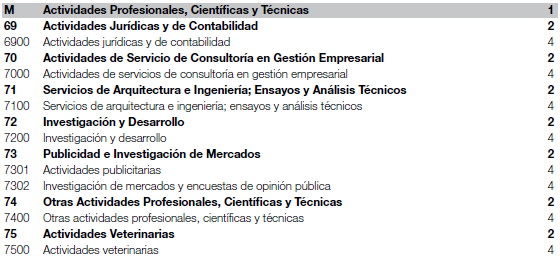 M Actividades Profesionales, Científicas y Técnicas 1
69 Actividades Jurídicas y de Contabilidad 2
6900 Actividades jurídicas y de contabilidad 4
70 Actividades de Servicio de Consultoría en Gestión Empresarial 2
7000 Actividades de servicios de consultoría en gestión empresarial 4
71 Servicios de Arquitectura e Ingeniería; Ensayos y Análisis Técnicos 2
7100 Servicios de arquitectura e ingeniería; ensayos y análisis técnicos 4
72 Investigación y Desarrollo 2
7200 Investigación y desarrollo 4
73 Publicidad e Investigación de Mercados 2
7301 Actividades publicitarias 4
7302 Investigación de mercados y encuestas de opinión pública 4
74 Otras Actividades Profesionales, Científicas y Técnicas 2
7400 Otras actividades profesionales, científicas y técnicas 4
75 Actividades Veterinarias 2
7500 Actividades veterinarias 4